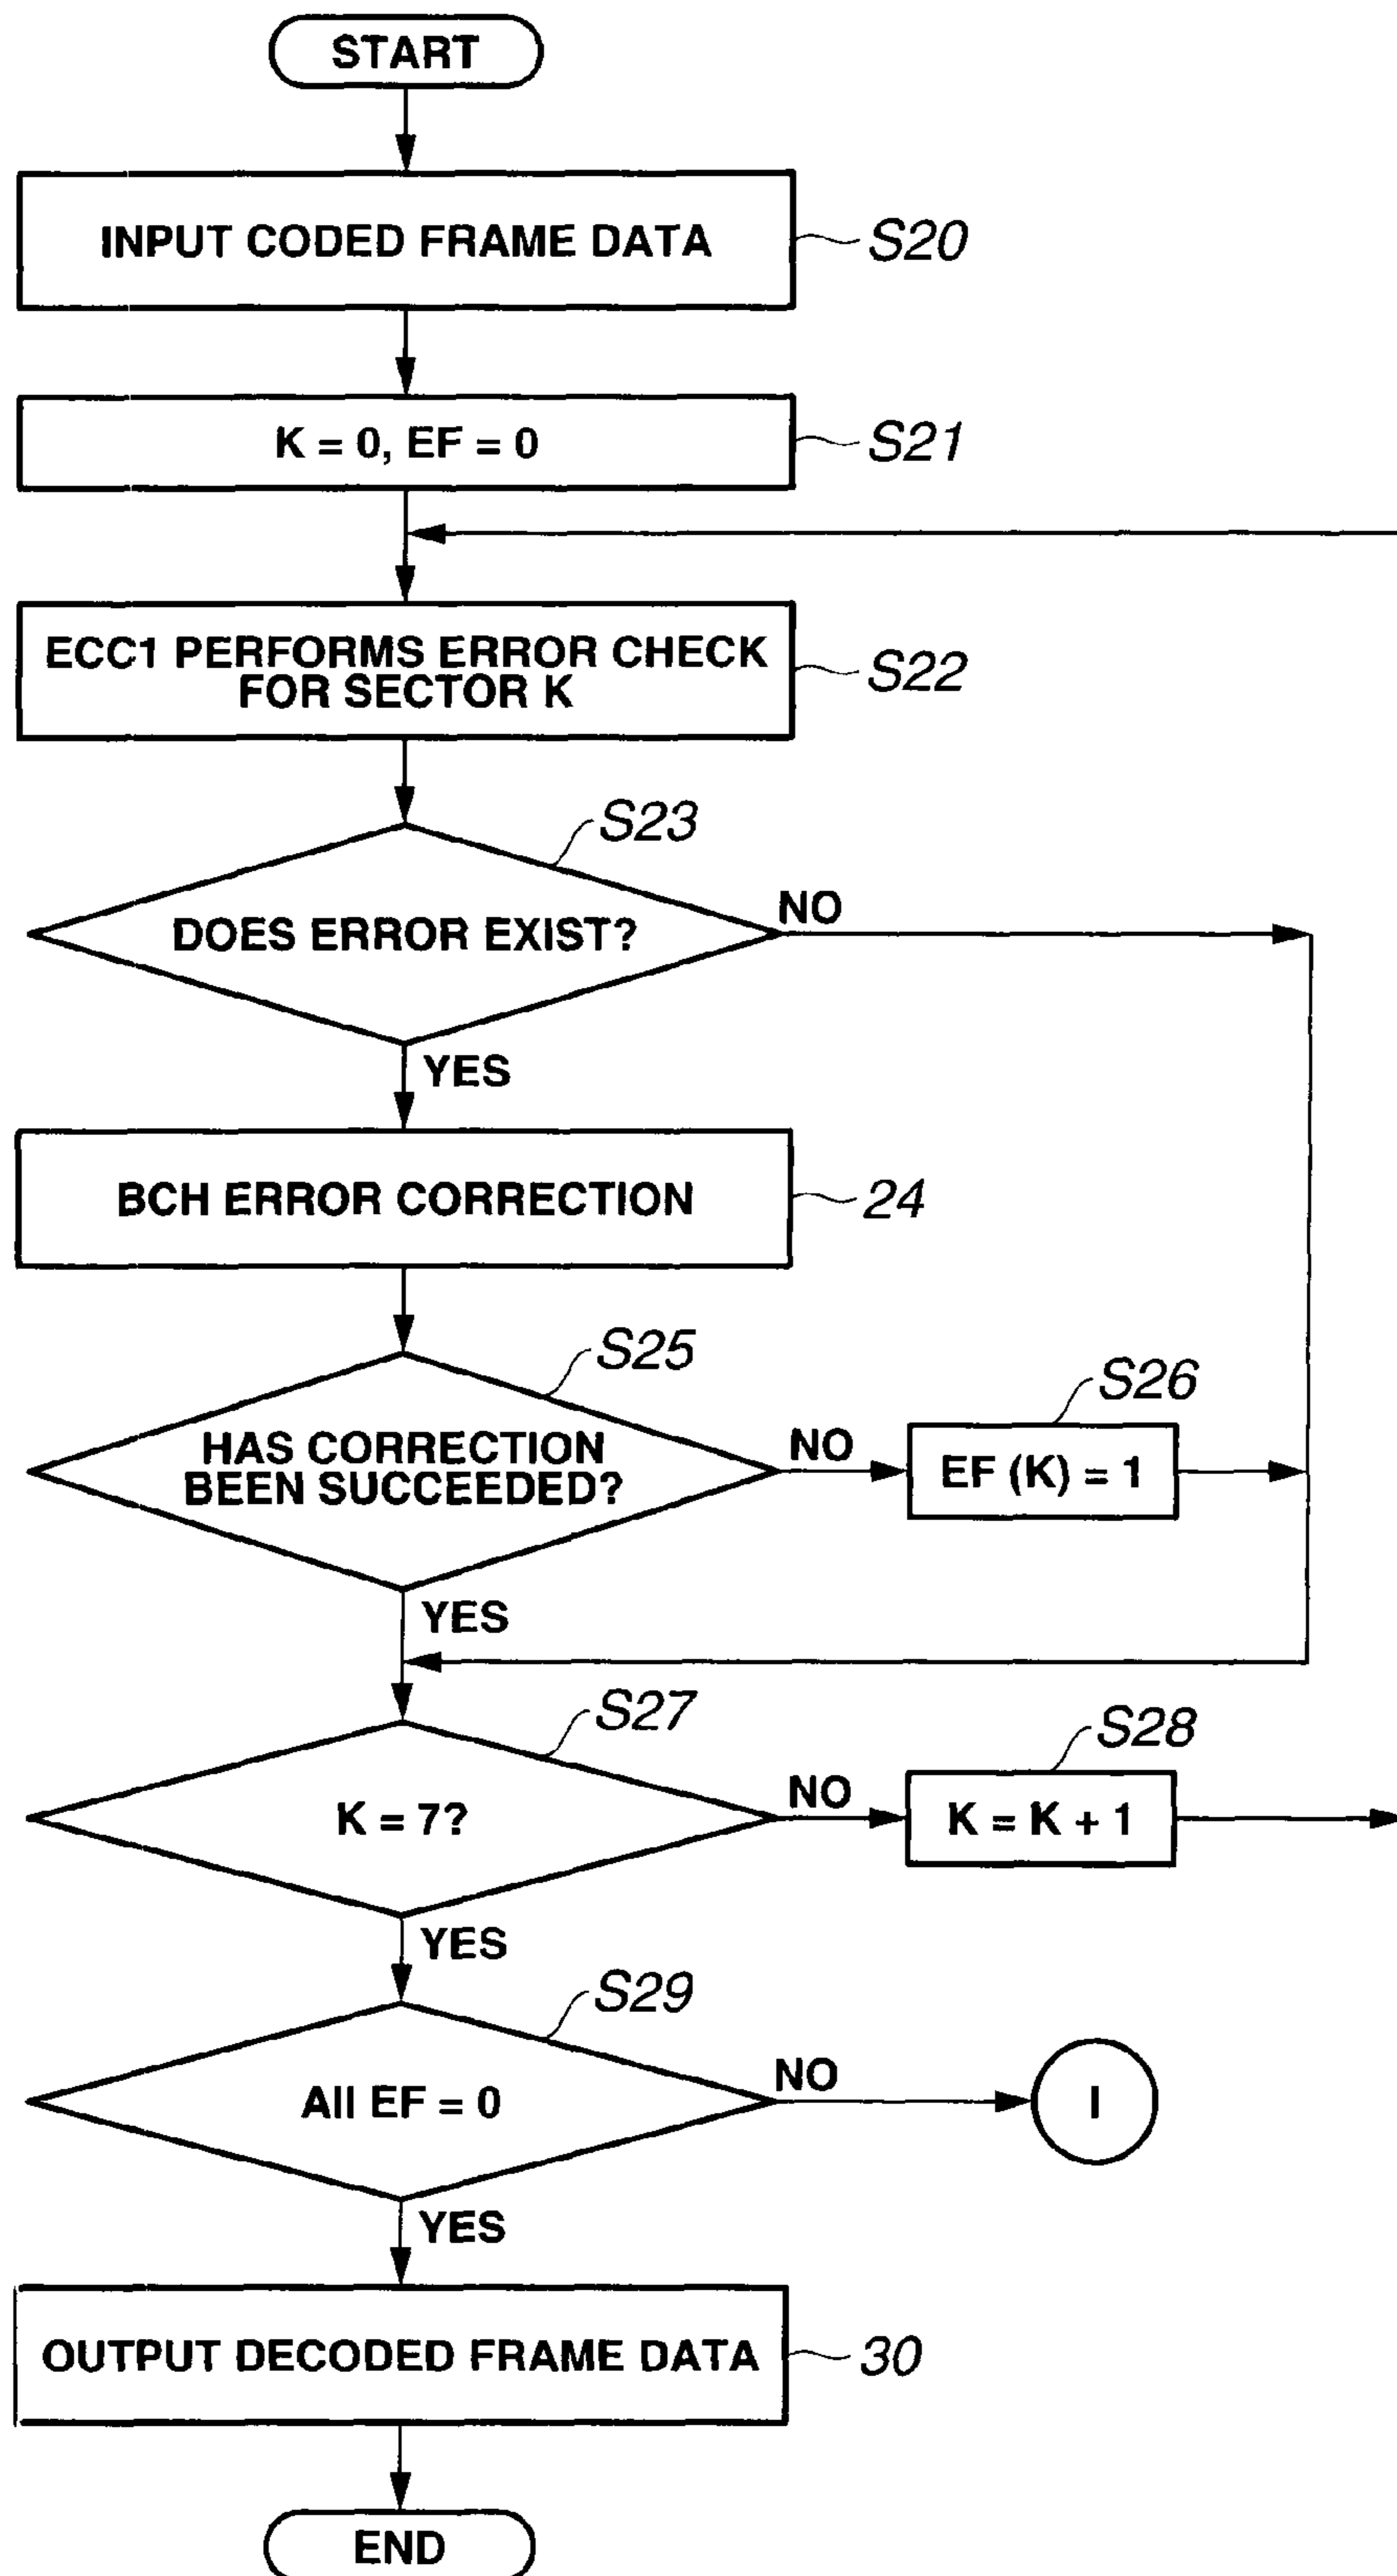 START
INPUT CODED FRAME DATA
S20
K = 0, EF = 0
S21
ECC1 PERFORMS ERROR CHECK
FOR SECTOR K
S22
S23
DOES ERROR EXIST?
NO
YES
BCH ERROR CORRECTION
24
S25
HAS CORRECTION
BEEN SUCCEEDED?
NO
S26
EF (K) = 1
YES
S27
K = 7?
NO
S28
K = K + 1
YES
S29
All EF = 0
NO
I
YES
OUTPUT DECODED FRAME DATA
30
END